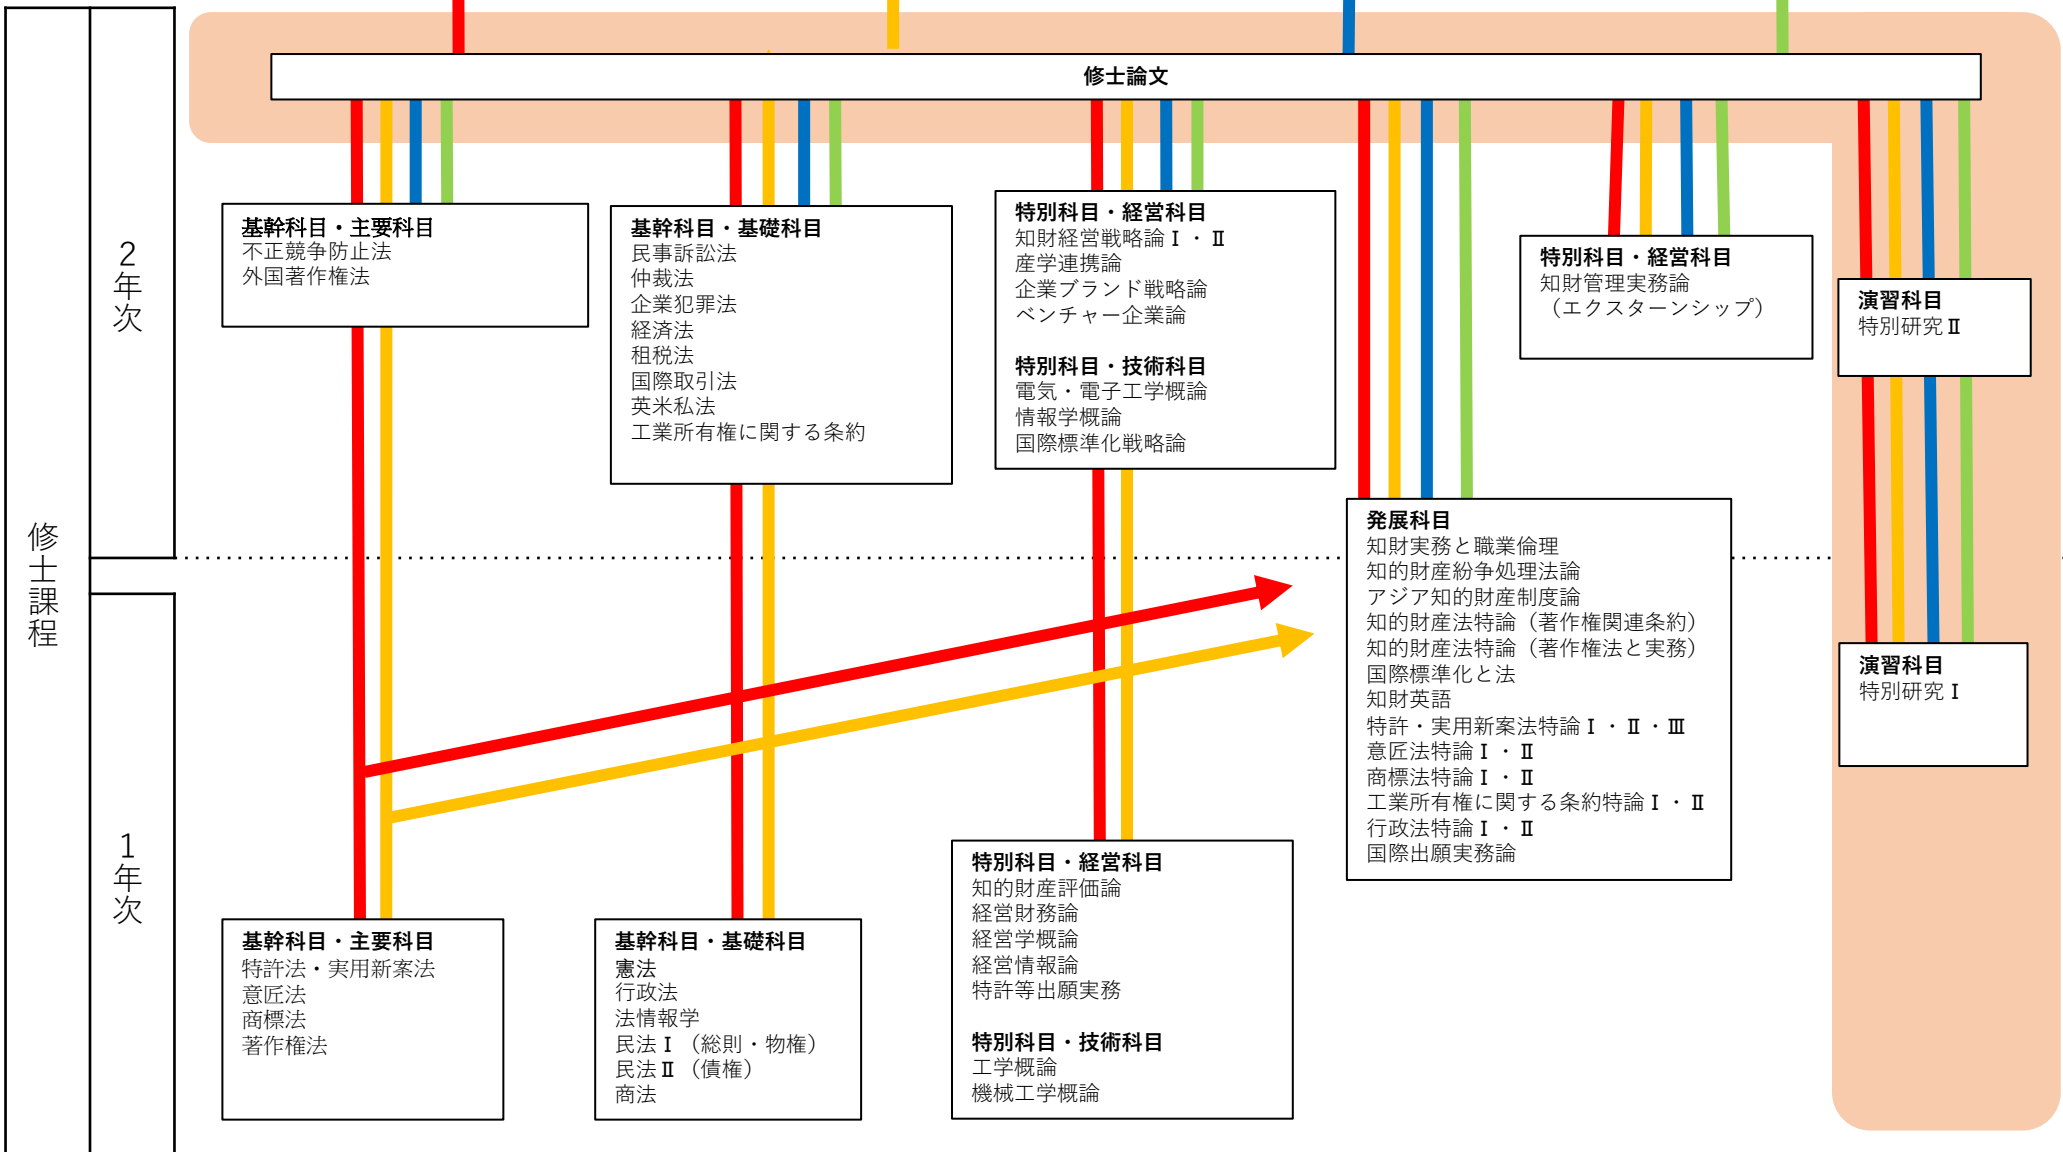 修士論文
修士課程
2年次
基幹科目・主要科目
不正競争防止法
外国著作権法
基幹科目・基礎科目
民事訴訟法
仲裁法
企業犯罪法
経済法
租税法
国際取引法
英米私法
工業所有権に関する条約
特別科目・経営科目
知財経営戦略論Ⅰ・Ⅱ
産学連携論
企業ブランド戦略論
ベンチャー企業論
特別科目・技術科目
電気・電子工学概論
情報学概論
国際標準化戦略論
特別科目・経営科目
知財管理実務論
（エクスターンシップ）
演習科目
特別研究Ⅱ
発展科目
知財実務と職業倫理
知的財産紛争処理法論
アジア知的財産制度論
知的財産法特論（著作権関連条約）
知的財産法特論（著作権法と実務）
国際標準化と法
知財英語
特許・実用新案法特論Ⅰ・Ⅱ・Ⅲ
意匠法特論Ⅰ・Ⅱ
商標法特論Ⅰ・Ⅱ
工業所有権に関する条約特論Ⅰ・Ⅱ
行政法特論Ⅰ・Ⅱ
国際出願実務論
演習科目
特別研究Ⅰ
1年次
基幹科目・主要科目
特許法・実用新案法
意匠法
商標法
著作権法
基幹科目・基礎科目
憲法
行政法
法情報学
民法Ⅰ（総則・物権）
民法Ⅱ（債権）
商法
特別科目・経営科目
知的財産評価論
経営財務論
経営学概論
経営情報論
特許等出願実務
特別科目・技術科目
工学概論
機械工学概論